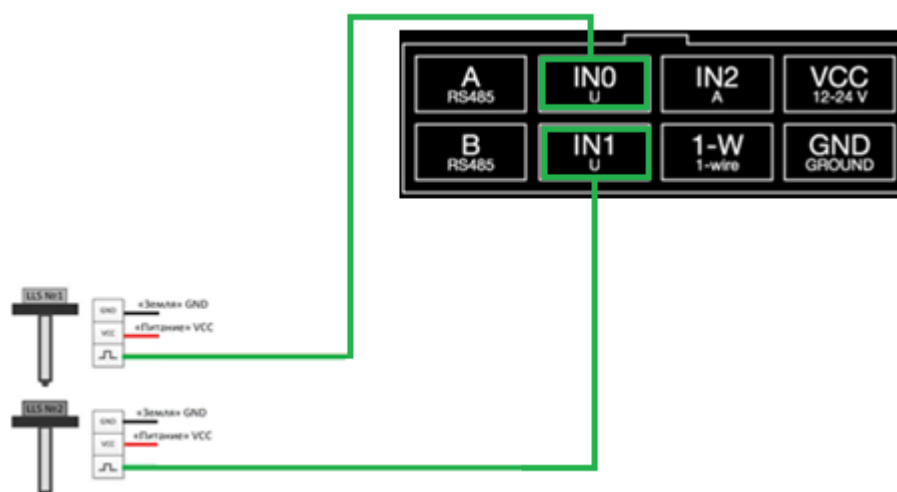 A
RS485
IN0
U
IN2
A
VCC
12-24 V
B
RS485
IN1
U
1-W
1-wire
GND
GROUND
LLS №1
GND
«Земля» GND
VCC
«Питание» VCC
LLS №2
GND
«Земля» GND
VCC
«Питание» VCC